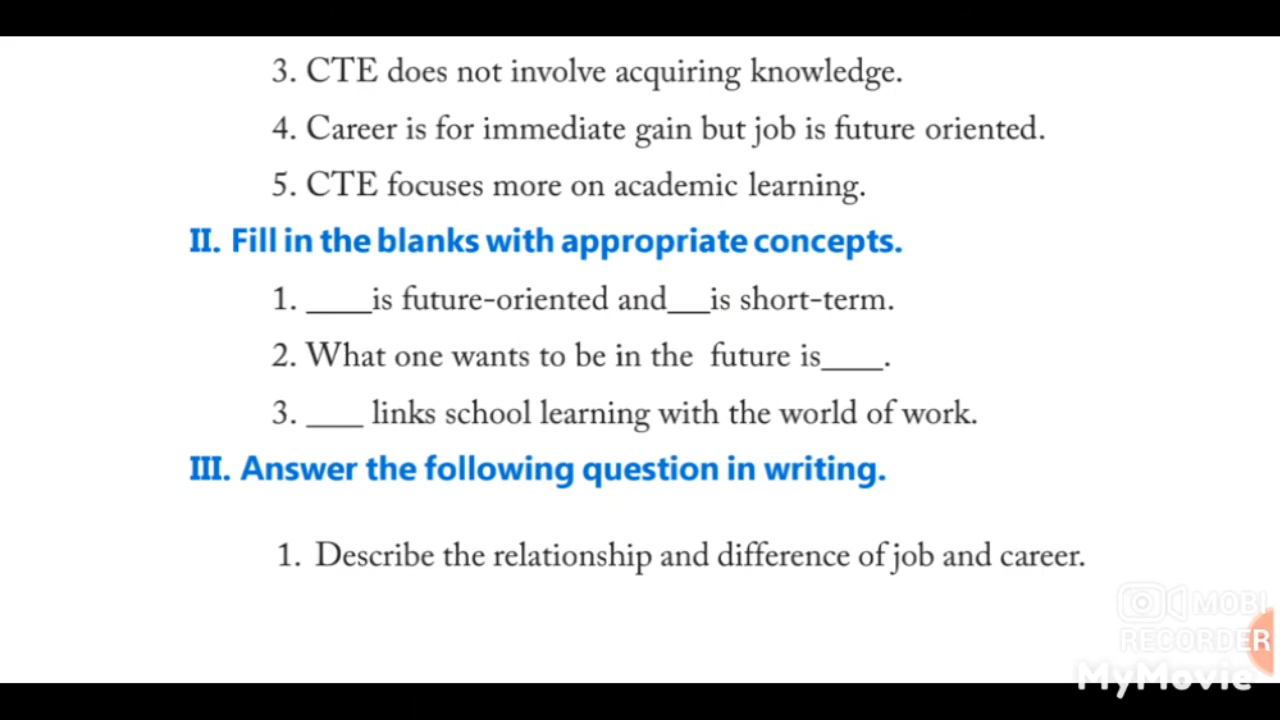 3. CTE does not involve acquiring knowledge.
4. Career is for immediate gain but job is future oriented.
5. CTE focuses more on academic learning.
II. Fill in the blanks with appropriate concepts.
1. ____is future-oriented and__is short-term.
2. What one wants to be in the future is____.
3. ____ links school learning with the world of work.
III. Answer the following question in writing.
1. Describe the relationship and difference of job and career.
MOBI
RECORDER
MyMovie